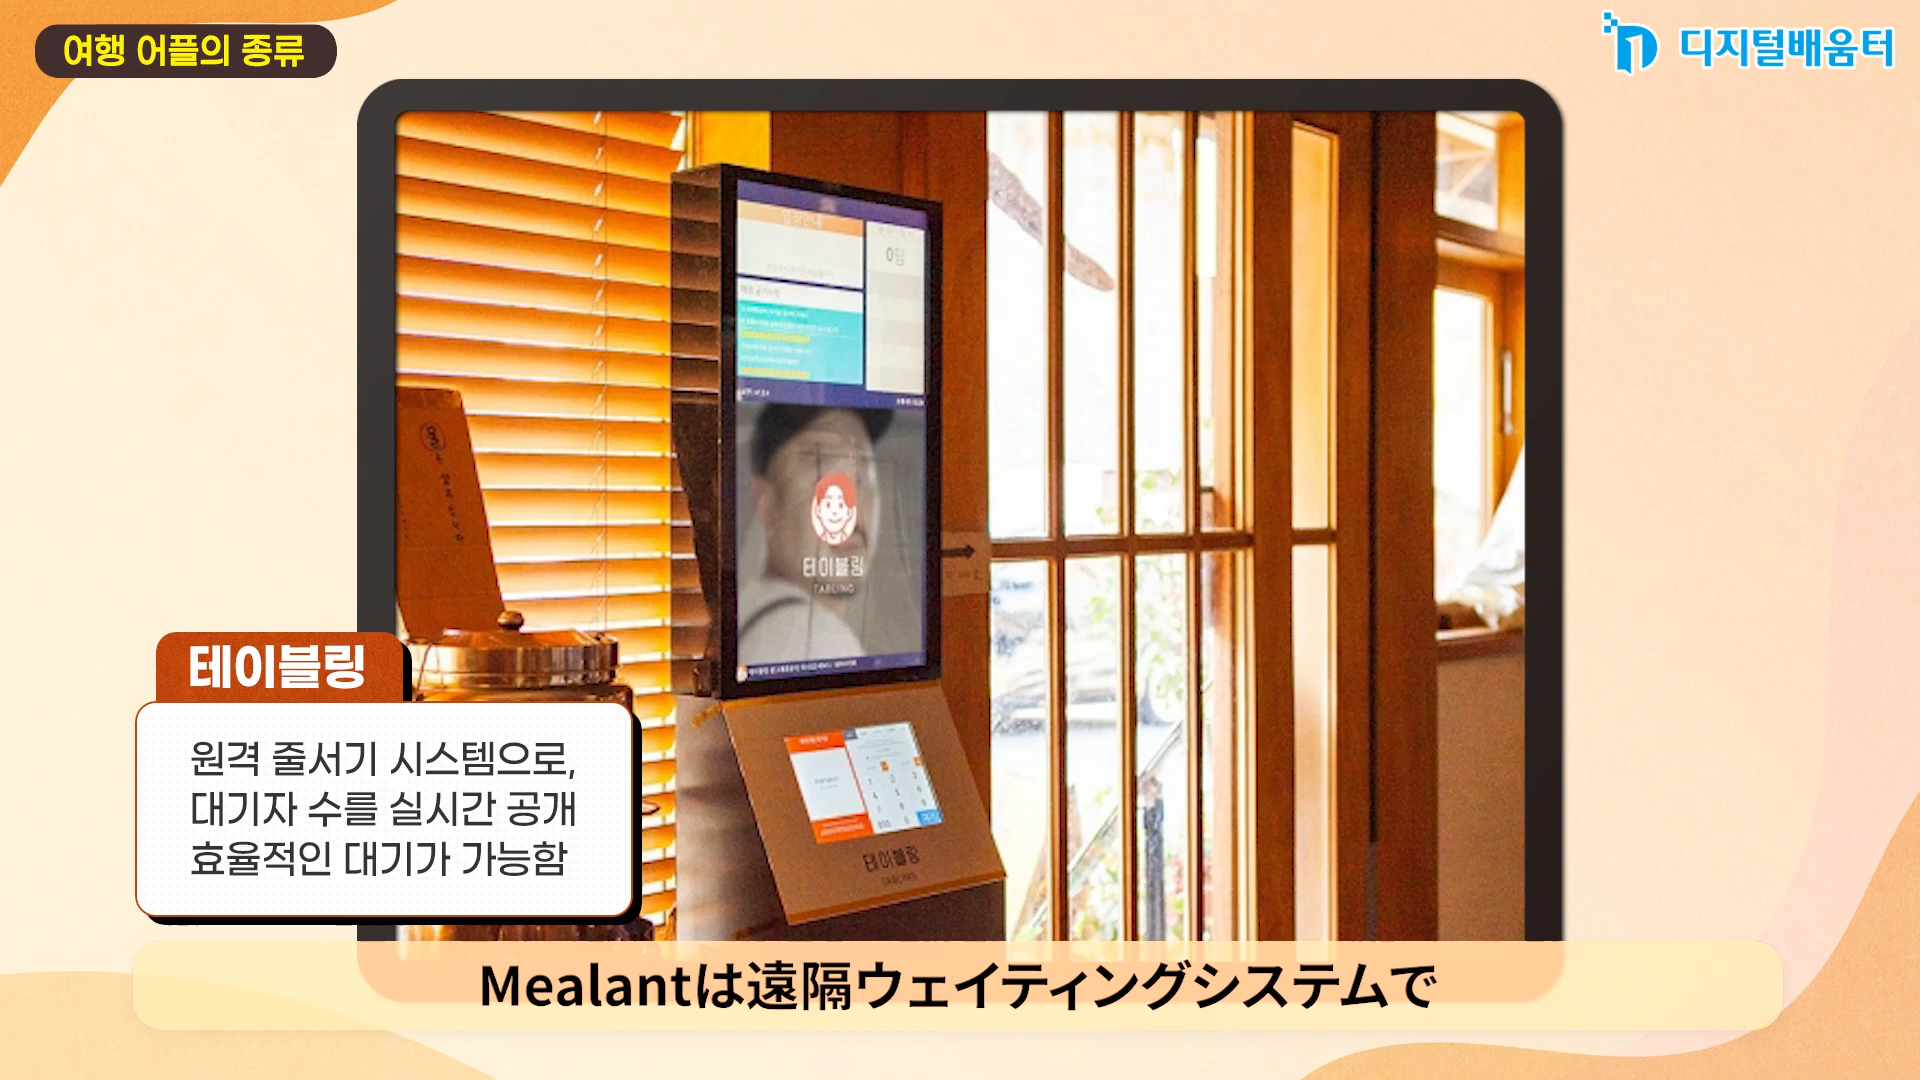 여행 어플의 종류
디지털배움터
0팀
테이블링
TABLING
테이블링
TABLING
테이블링
원격 줄서기 시스템으로,
대기자 수를 실시간 공개
효율적인 대기가 가능함
Mealantは遠隔ウェイティングシステムで